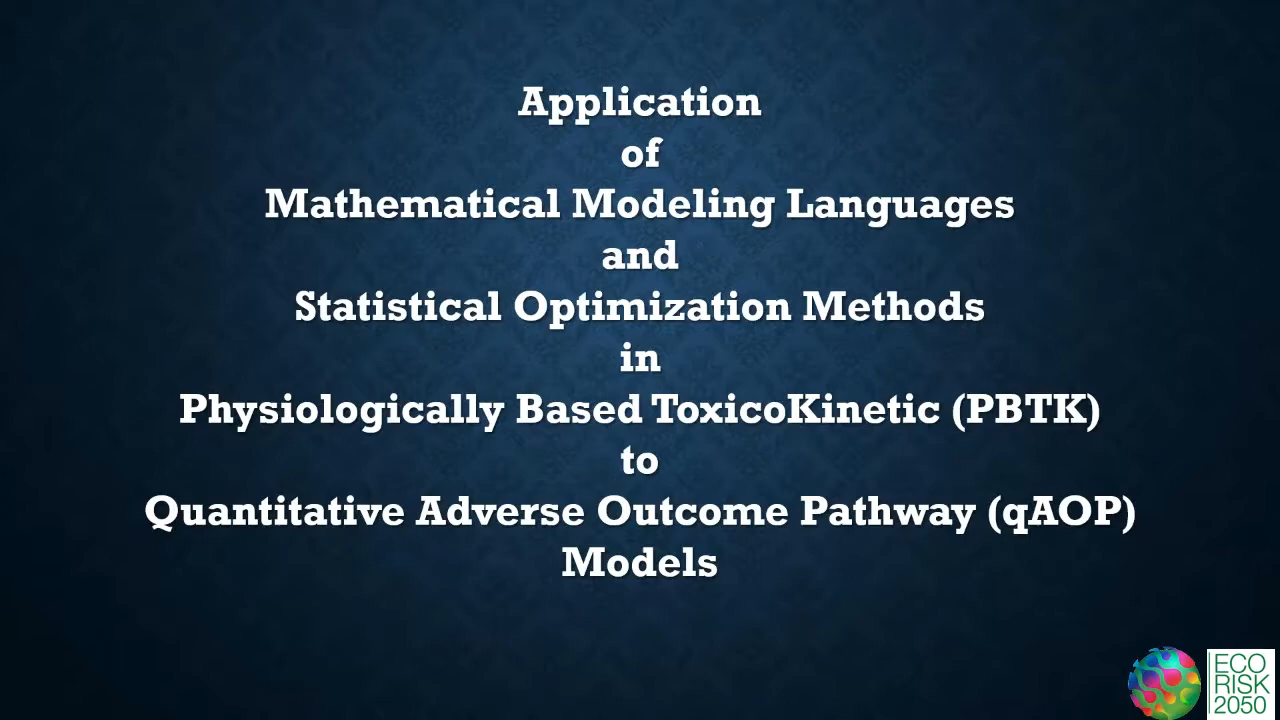 Application
of
Mathematical Modeling Languages
and
Statistical Optimization Methods
in
Physiologically Based ToxicoKinetic (PBTK)
to
Quantitative Adverse Outcome Pathway (qAOP)
Models
ECO
RISK
2050